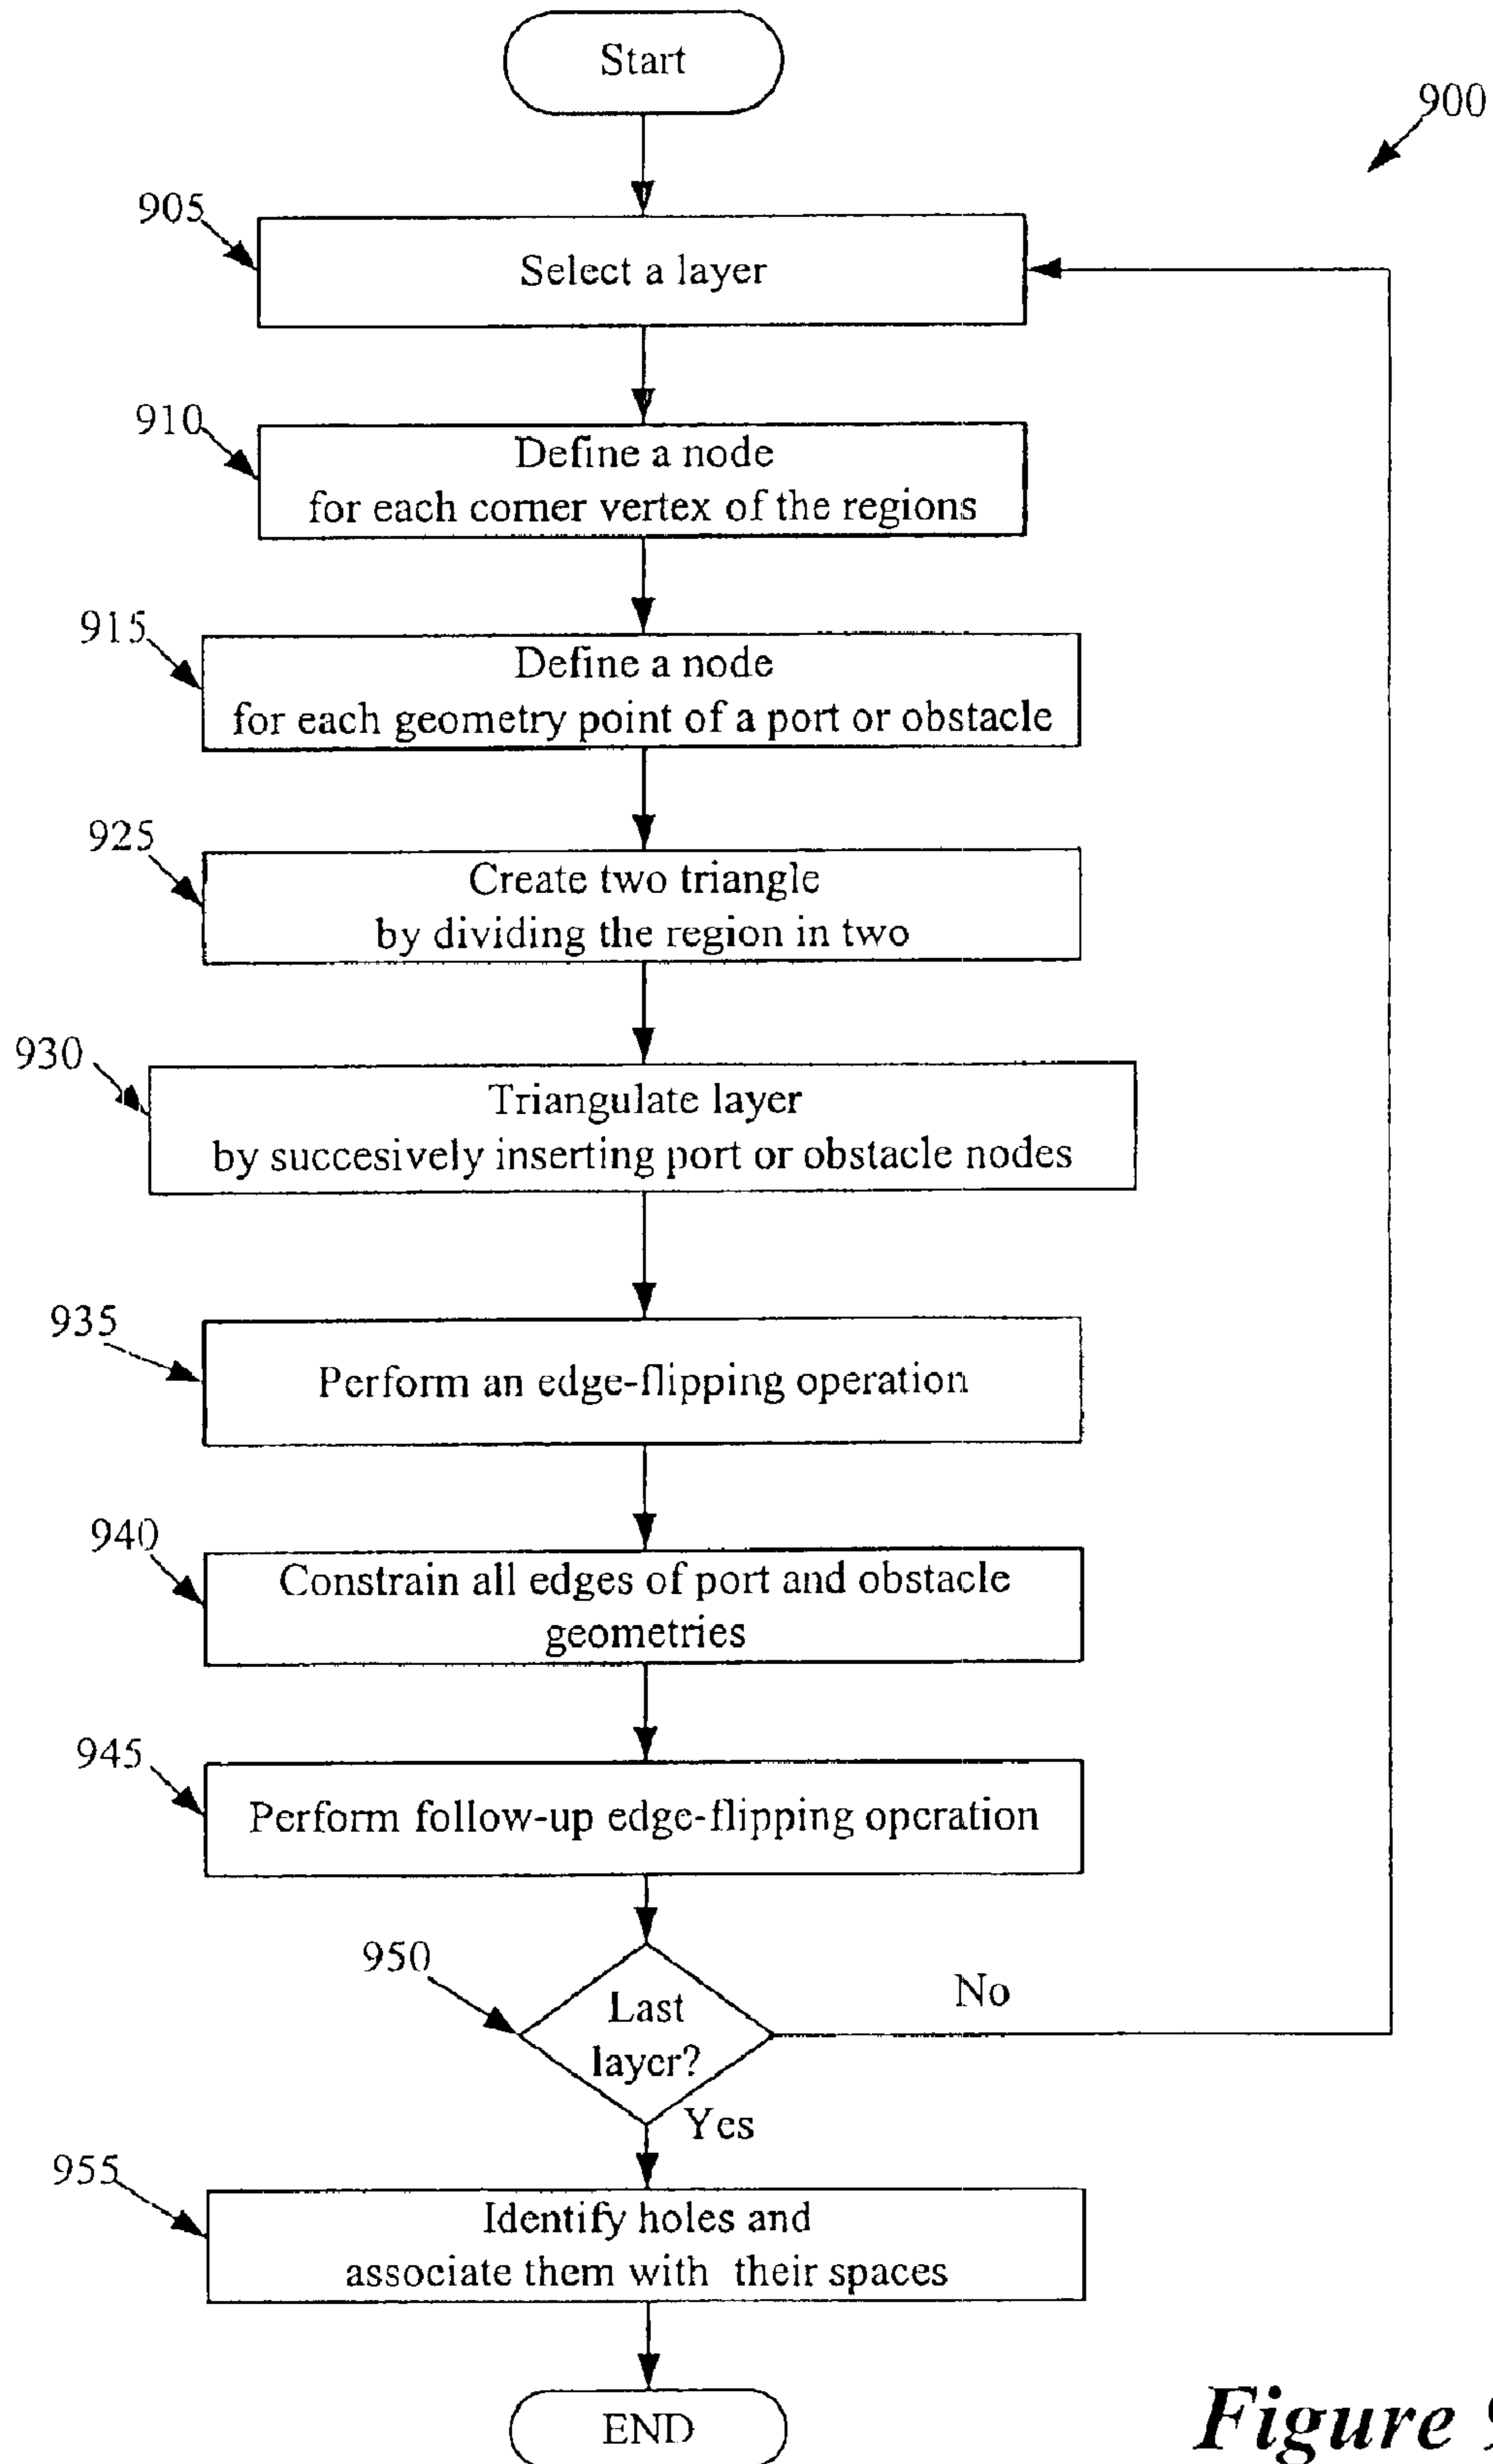 Start
900
905
Select a layer
910
Define a node
for each corner vertex of the regions
915
Define a node
for each geometry point of a port or obstacle
925
Create two triangle
by dividing the region in two
930
Triangulate layer
by succesively inserting port or obstacle nodes
935
Perform an edge-flipping operation
940
Constrain all edges of port and obstacle
geometries
945
Perform follow-up edge-flipping operation
950
Last
layer?
No
Yes
955
Identify holes and
associate them with their spaces
END
Figure 9